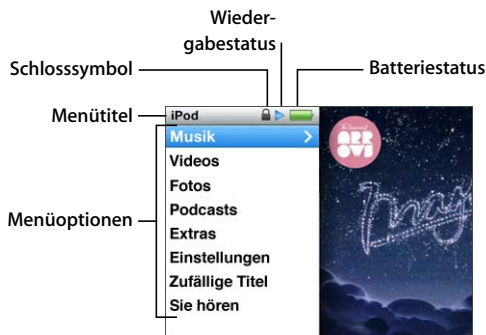 Wieder-
gabestatus
Schlosssymbol
Batteriestatus
Menütitel
iPod
Menüoptionen
Musik
Videos
Fotos
Podcasts
Extras
Einstellungen
Zufällige Titel
Sie hören